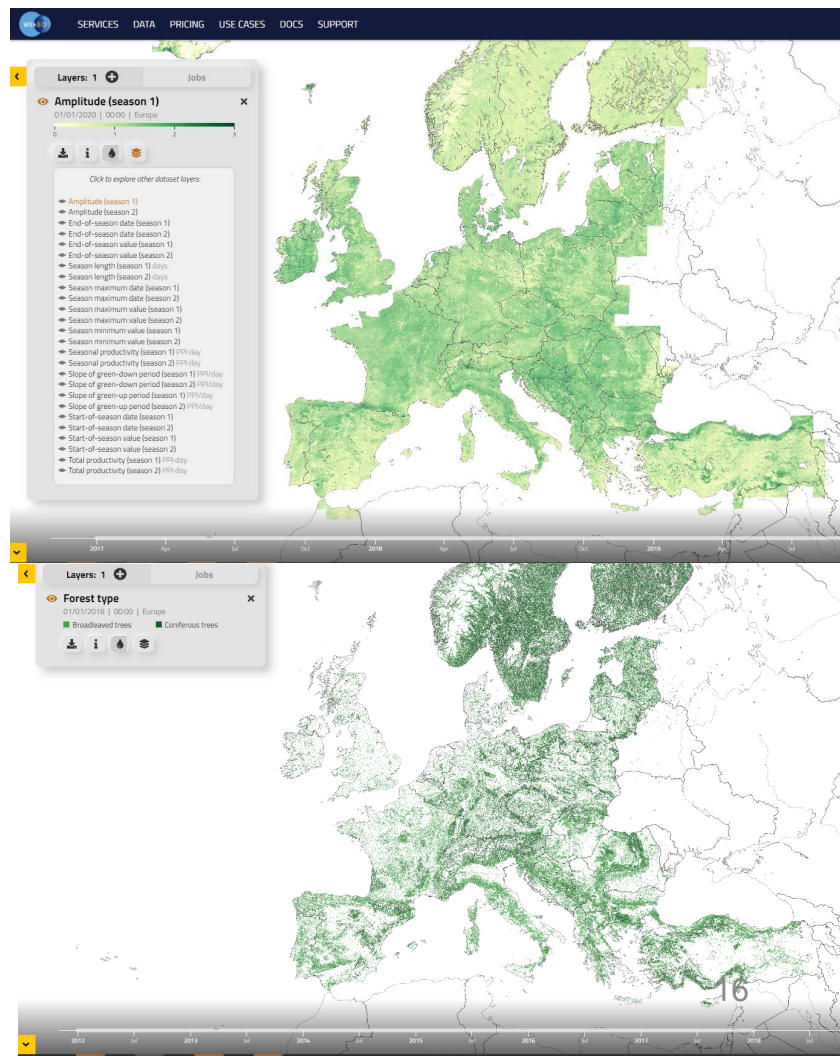 WEkEO SERVICES DATA PRICING USE CASES DOCS SUPPORT
Layers: 1 Jobs
Amplitude (season 1)
01/01/2020 | 00:00 | Europe
0 1 2 3
Click to explore other dataset layers:
Amplitude (season 1)
Amplitude (season 2)
End-of-season date (season 1)
End-of-season date (season 2)
End-of-season value (season 1)
End-of-season value (season 2)
Season length (season 1) days
Season length (season 2) days
Season maximum date (season 1)
Season maximum date (season 2)
Season maximum value (season 1)
Season maximum value (season 2)
Season minimum value (season 1)
Season minimum value (season 2)
Seasonal productivity (season 1) PPI·day
Seasonal productivity (season 2) PPI·day
Slope of green-down period (season 1) PPI/day
Slope of green-down period (season 2) PPI/day
Slope of green-up period (season 1) PPI/day
Slope of green-up period (season 2) PPI/day
Start-of-season date (season 1)
Start-of-season date (season 2)
Start-of-season value (season 1)
Start-of-season value (season 2)
Total productivity (season 1) PPI·day
Total productivity (season 2) PPI·day
2017 Apr Jul Oct 2018 Apr Jul Oct 2019 Apr Jul
Layers: 1 Jobs
Forest type
01/01/2018 | 00:00 | Europe
Broadleaved trees Coniferous trees
16
2012 Jul 2013 Jul 2014 Jul 2015 Jul 2016 Jul 2017 Jul 2018 Jul